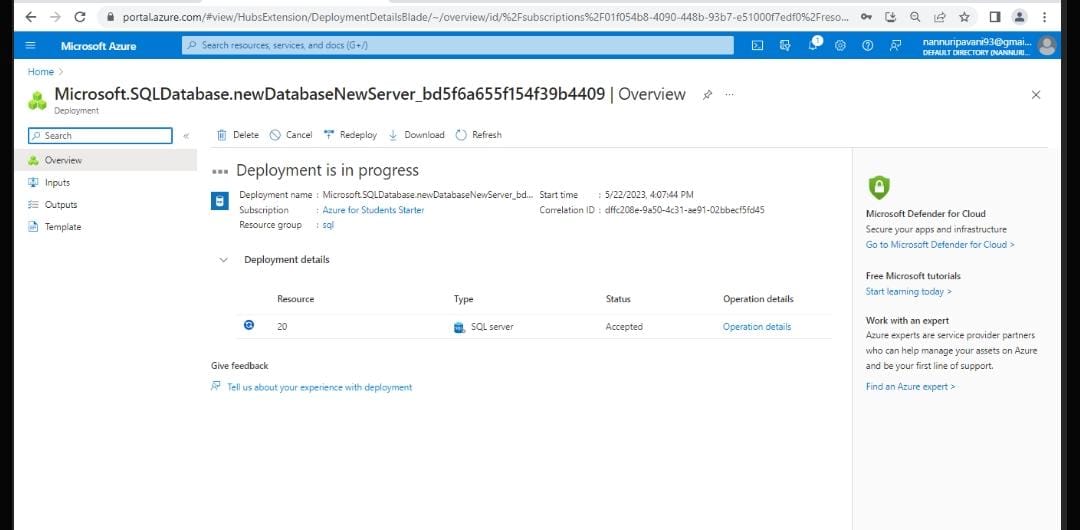 portal.azure.com/#view/HubsExtension/DeploymentDetailsBlade/~/overview/id/%2Fsubscriptions%2F01f054b8-4090-448b-93b7-e51000f7edf0%2Freso...
Microsoft Azure
Search resources, services, and docs (G+/)
1
nannuripavani93@gmai...
DEFAULT DIRECTORY (NANNURI...
Home >
Microsoft.SQLDatabase.newDatabaseNewServer_bd5f6a655f154f39b4409 | Overview
Deployment
Search
Delete Cancel Redeploy Download Refresh
Overview
Inputs
Outputs
Template
Deployment is in progress
Deployment name : Microsoft.SQLDatabase.newDatabaseNewServer_bd... Start time : 5/22/2023, 4:07:44 PM
Subscription : Azure for Students Starter Correlation ID : dffc208e-9a50-4c31-ae91-02bbecf5fd45
Resource group : sql
Deployment details
Resource Type Status Operation details
20 SQL server Accepted Operation details
Give feedback
Tell us about your experience with deployment
Microsoft Defender for Cloud
Secure your apps and infrastructure
Go to Microsoft Defender for Cloud >
Free Microsoft tutorials
Start learning today >
Work with an expert
Azure experts are service provider partners
who can help manage your assets on Azure
and be your first line of support.
Find an Azure expert >